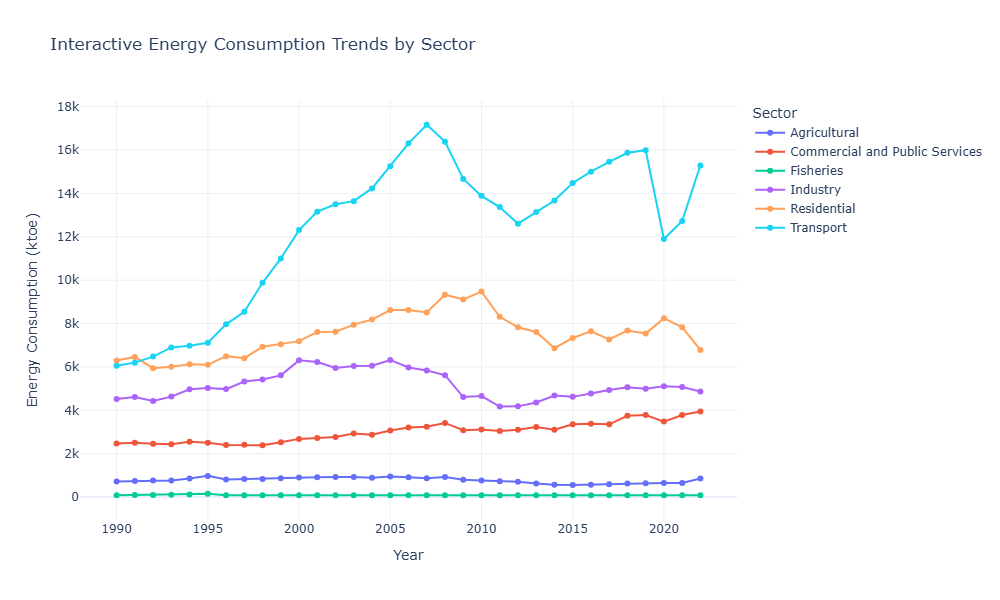 Interactive Energy Consumption Trends by Sector
Sector
Agricultural
Commercial and Public Services
Fisheries
Industry
Residential
Transport
Energy Consumption (ktoe)
18k
16k
14k
12k
10k
8k
6k
4k
2k
0
1990 1995 2000 2005 2010 2015 2020
Year